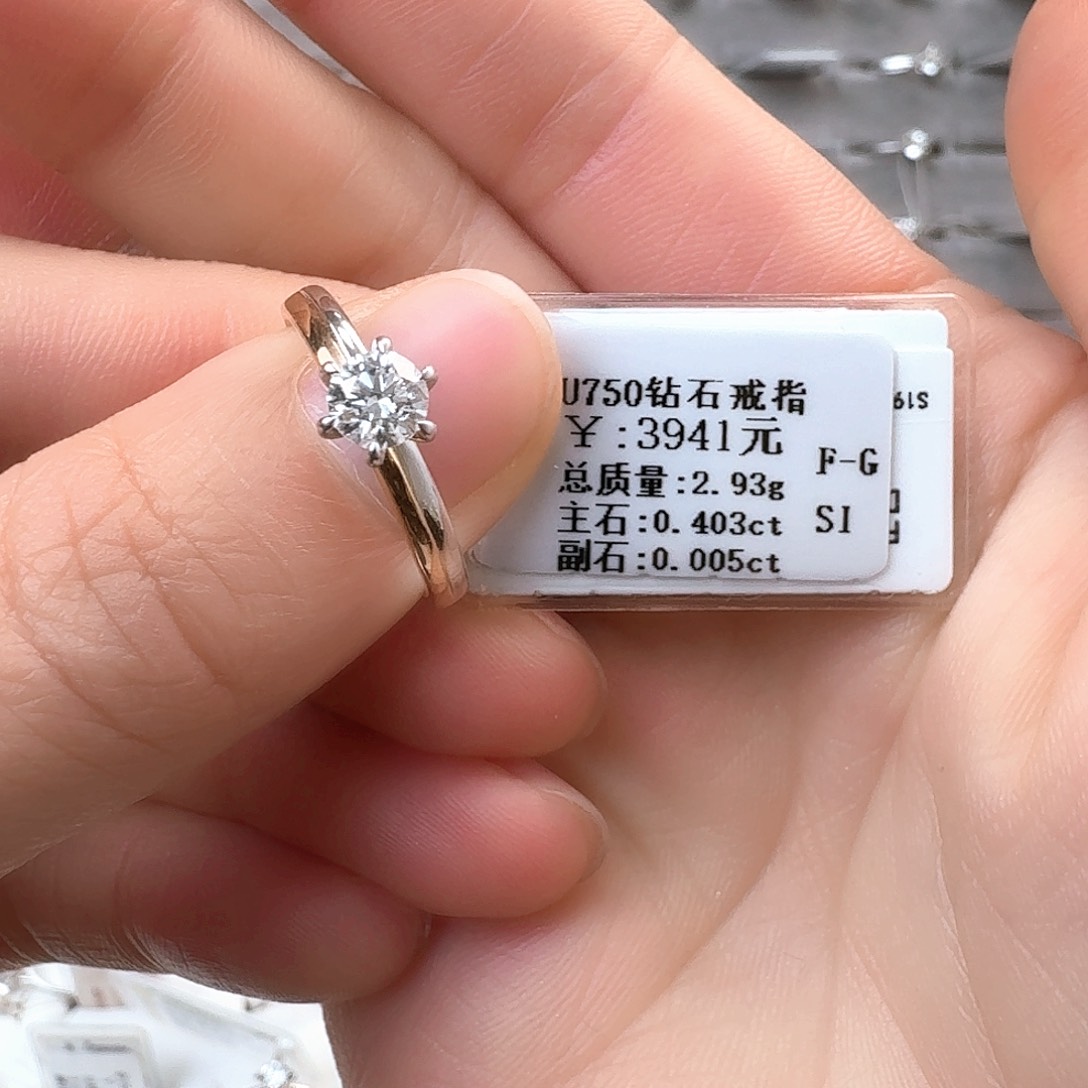 U750钻石戒指
￥:3941元
F-G
总质量:2.93g
主石:0.403ct
SI
副石:0.005ct
S19